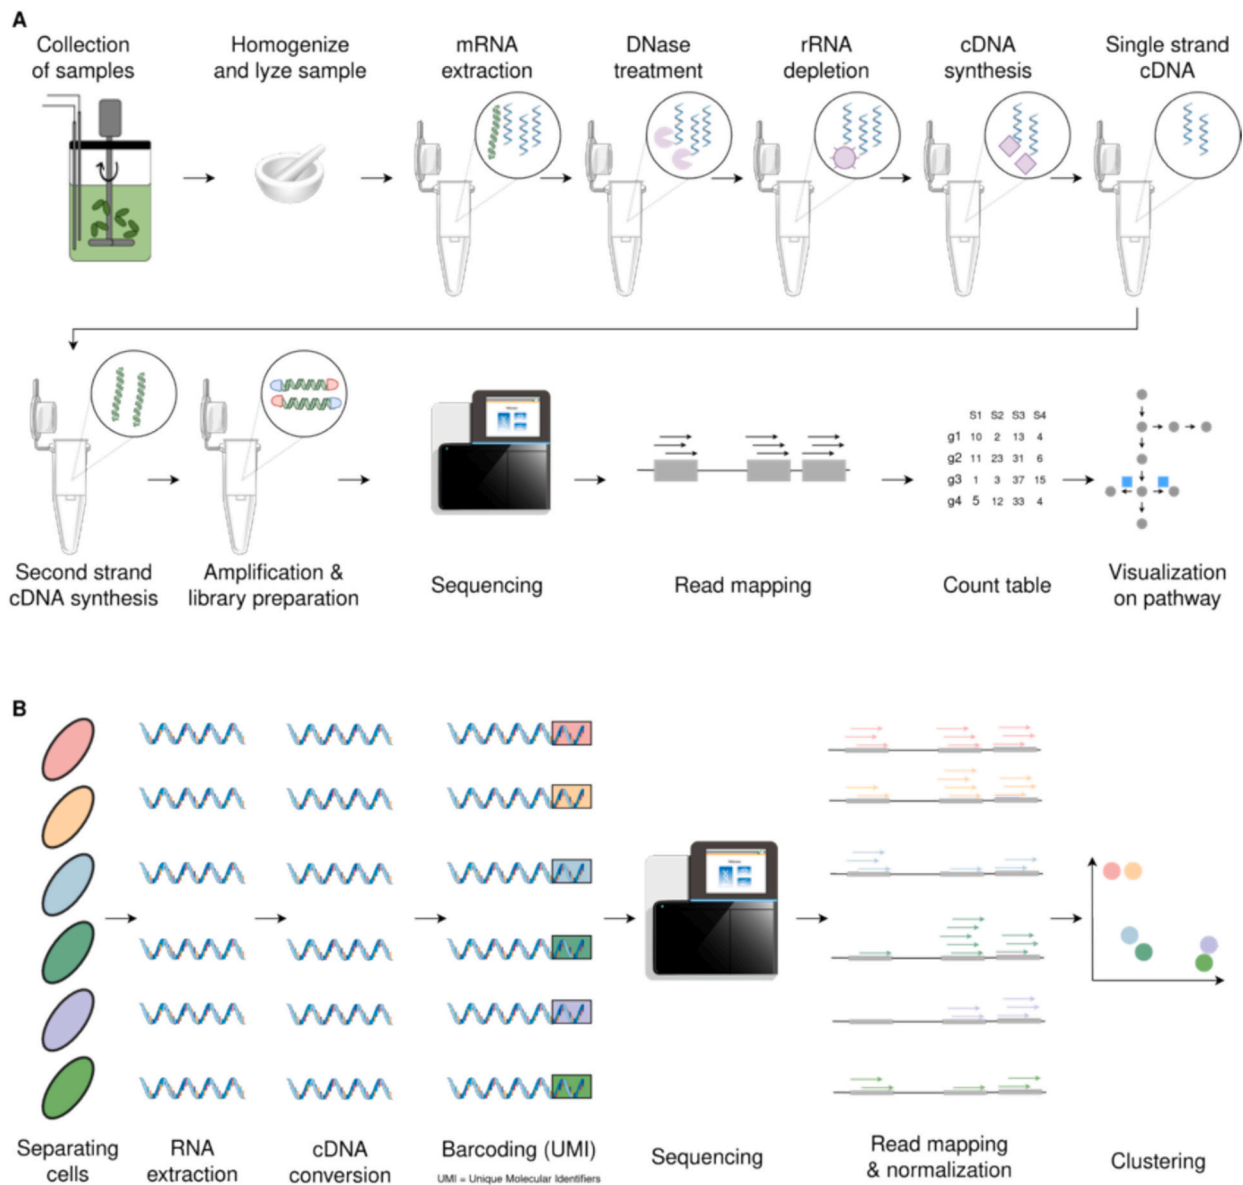 A
Collection
of samples
Homogenize
and lyze sample
mRNA
extraction
DNase
treatment
rRNA
depletion
cDNA
synthesis
Single strand
cDNA
Second strand
cDNA synthesis
Amplification &
library preparation
Sequencing
Read mapping
S1 S2 S3 S4
g1 10 2 13 4
g2 11 23 31 6
g3 1 3 37 15
g4 5 12 33 4
Count table
Visualization
on pathway
B
Separating
cells
RNA
extraction
cDNA
conversion
Barcoding (UMI)
UMI = Unique Molecular Identifiers
Sequencing
Read mapping
& normalization
Clustering